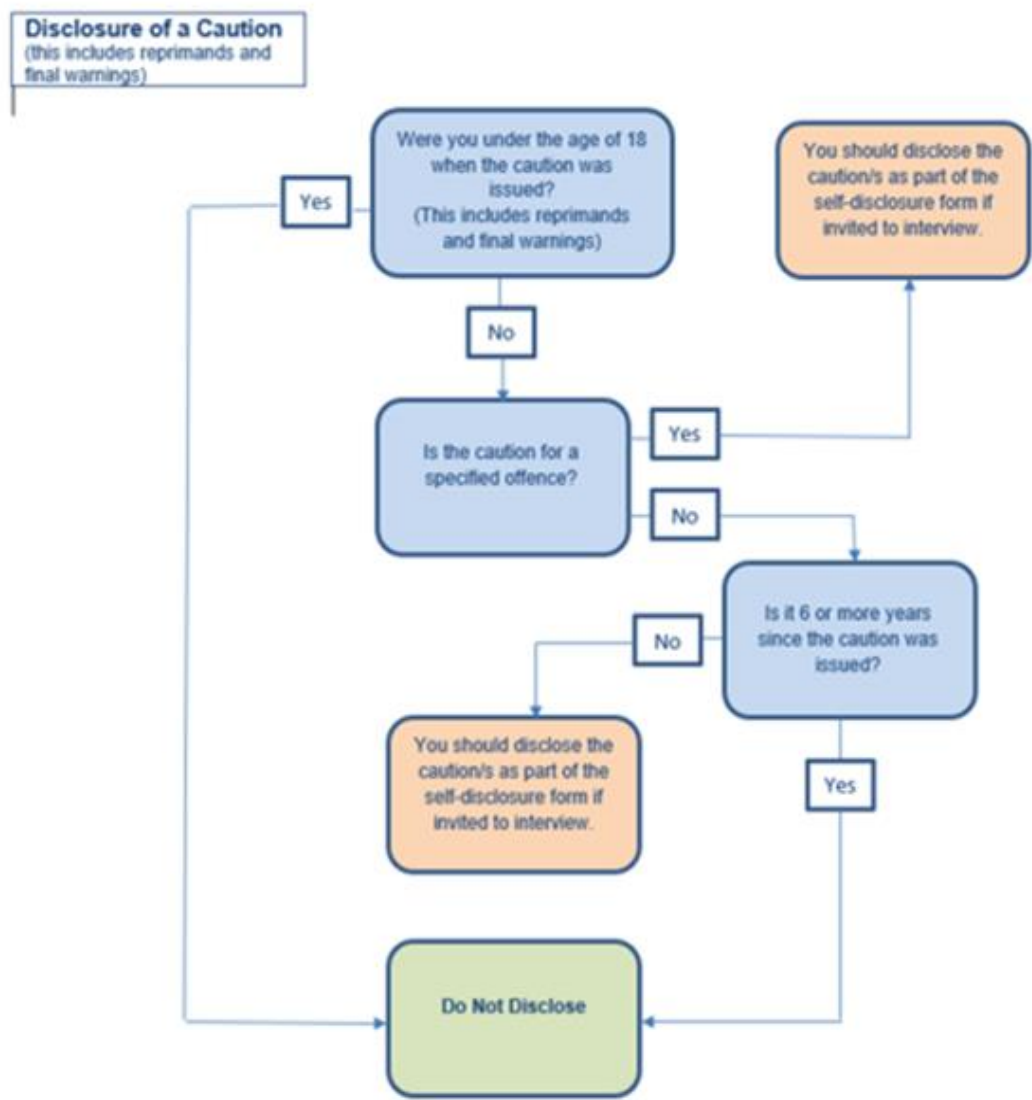 Disclosure of a Caution
(this includes reprimands and
final warnings)
Were you under the age of 18
when the caution was
issued?
(This includes reprimands
and final warnings)
Yes
You should disclose the
caution/s as part of the
self-disclosure form if
invited to interview.
No
Is the caution for a
specified offence?
Yes
No
Is it 6 or more years
since the caution was
issued?
No
You should disclose the
caution/s as part of the
self-disclosure form if
invited to interview.
Yes
Do Not Disclose